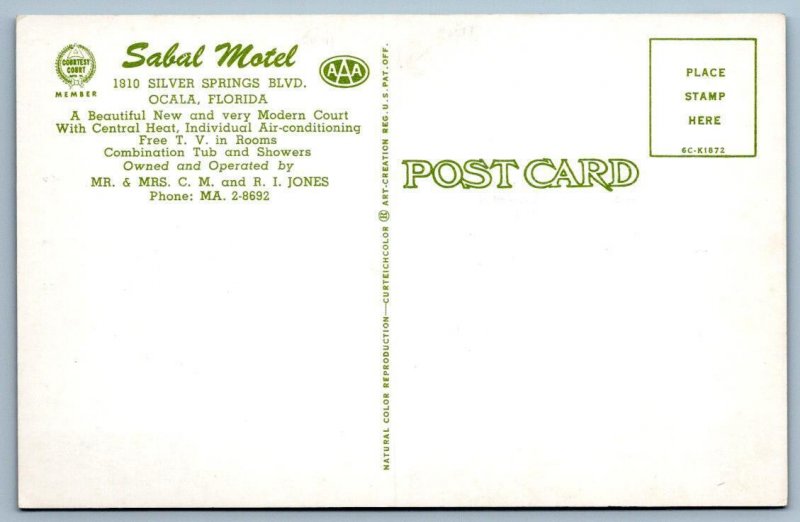 COURTESY
COURT
MEMBER
Sabal Motel
AAA
1810 SILVER SPRINGS BLVD.
OCALA, FLORIDA
A Beautiful New and very Modern Court
With Central Heat, Individual Air-conditioning
Free T. V. in Rooms
Combination Tub and Showers
Owned and Operated by
MR. & MRS. C. M. and R. I. JONES
Phone: MA. 2-8692
NATURAL COLOR REPRODUCTION—CURTEICHCOLOR ® ART-CREATION REG. U. S. PAT. OFF.
POST CARD
PLACE
STAMP
HERE
6C-K1872